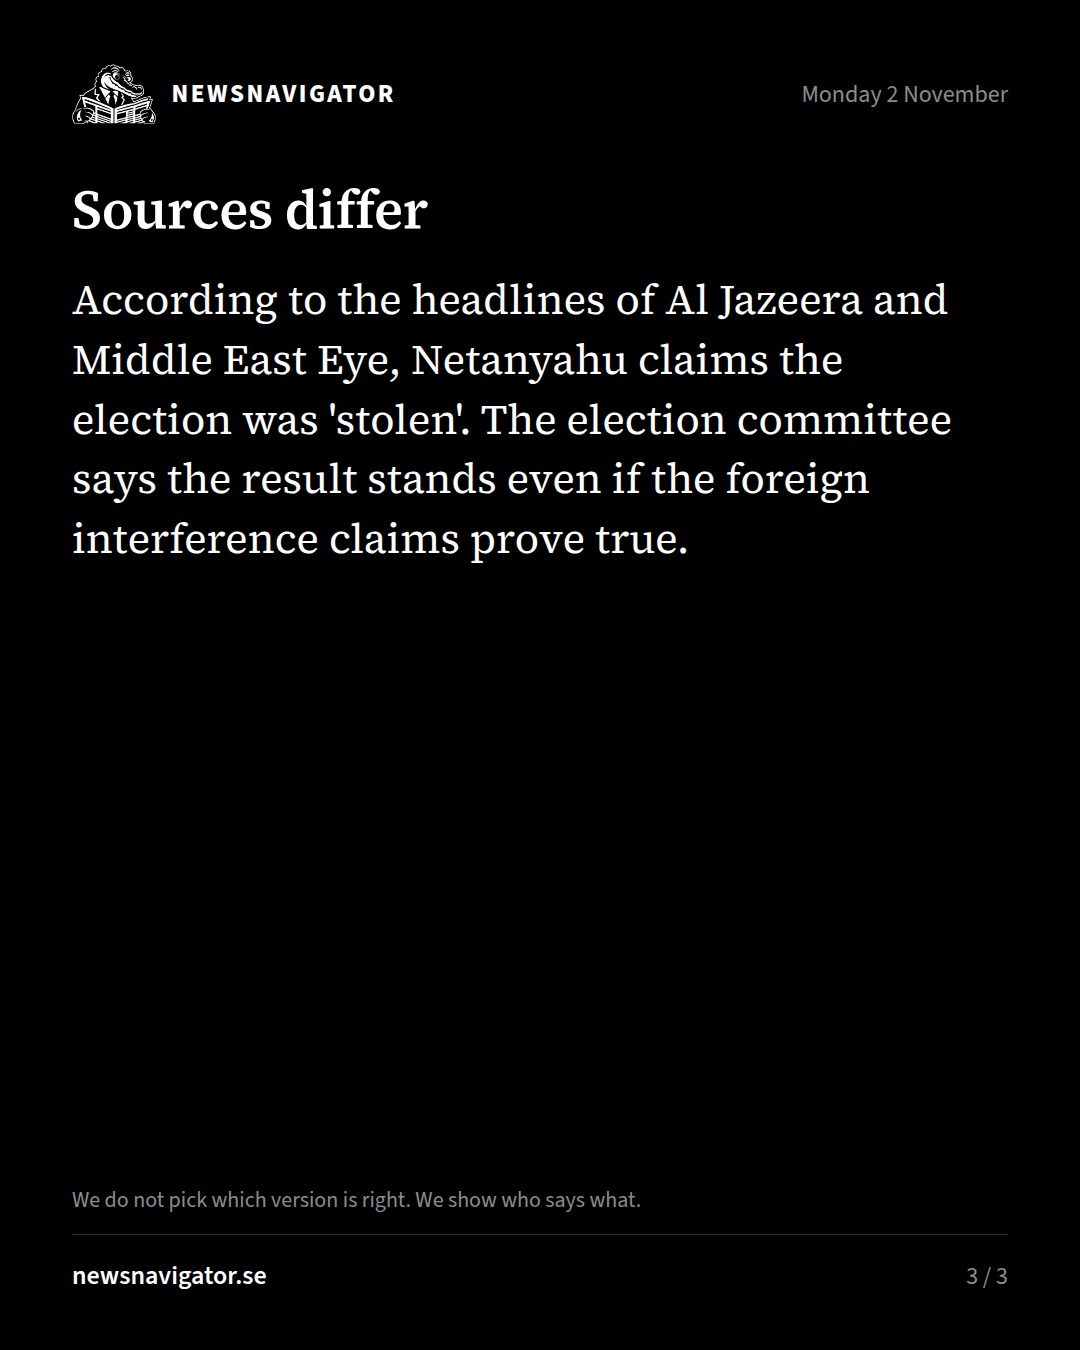 NEWSNAVIGATOR
Monday 2 November
Sources differ
According to the headlines of Al Jazeera and
Middle East Eye, Netanyahu claims the
election was 'stolen'. The election committee
says the result stands even if the foreign
interference claims prove true.
We do not pick which version is right. We show who says what.
newsnavigator.se
3 / 3